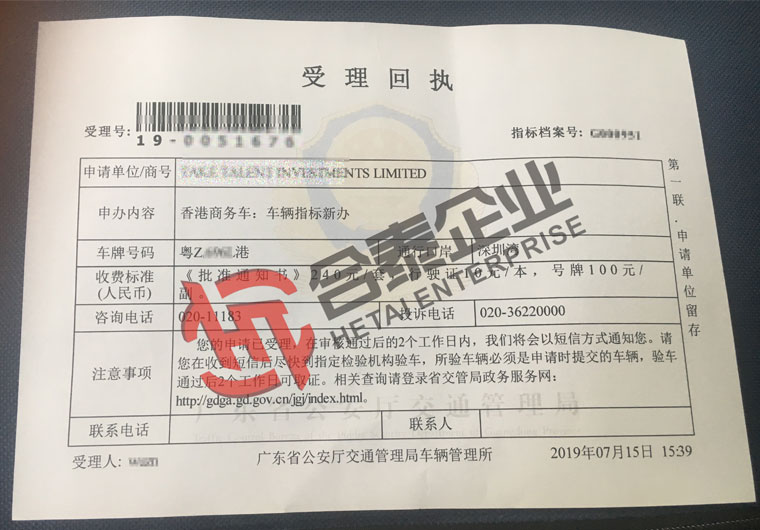 受理回执
受理号:
19-0051676
指标档案号:
申请单位/商号 INVESTMENTS LIMITED
申办内容 香港商务车：车辆指标新办
车牌号码 粤Z 港 通行口岸 深圳湾
收费标准 《批准通知书》240元/套，行驶证10元/本，号牌100元/
(人民币) 副。
咨询电话 020-11183 投诉电话 020-36220000
您的申请已受理，在审核通过后的2个工作日内，我们将会以短信方式通知您。请
注意事项 您在收到短信后尽快到指定检验机构验车，所验车辆必须是申请时提交的车辆，验车
通过后2个工作日可取证。相关查询请登录省交管局政务服务网：
http://gdga.gd.gov.cn/jgj/index.html。
广东省公安厅交通管理局
联系电话 联系人
受理人:
广东省公安厅交通管理局车辆管理所
2019年07月15日 15:39
第一联·申请单位留存
合泰企业
HETALENTERPRISE